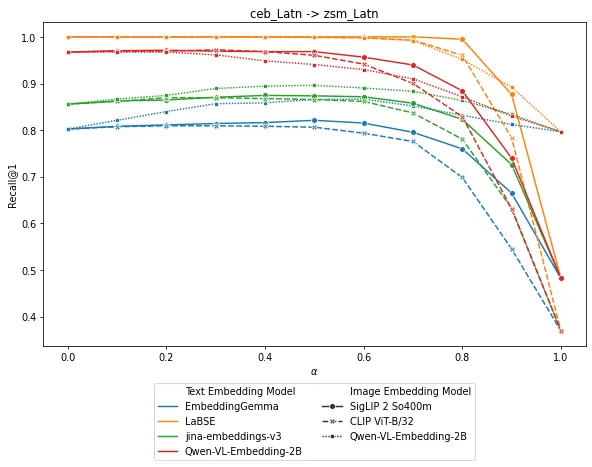 ceb_Latn -> zsm_Latn
Recall@1
1.0
0.9
0.8
0.7
0.6
0.5
0.4
0.0 0.2 0.4 0.6 0.8 1.0
α
Text Embedding Model Image Embedding Model
EmbeddingGemma SigLIP 2 So400m
LaBSE CLIP ViT-B/32
jina-embeddings-v3 Qwen-VL-Embedding-2B
Qwen-VL-Embedding-2B